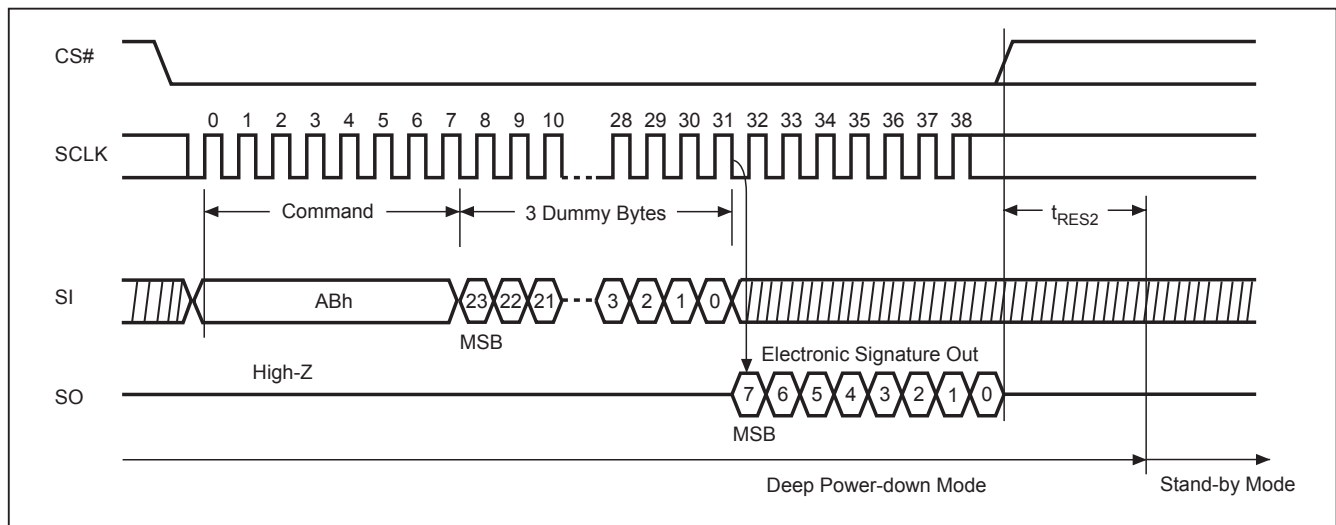 CS#
0 1 2 3 4 5 6 7 8 9 10 28 29 30 31 32 33 34 35 36 37 38
SCLK
Command 3 Dummy Bytes tRES2
SI ABh 23 22 21 3 2 1 0
MSB
Electronic Signature Out
High-Z
SO 7 6 5 4 3 2 1 0
MSB
Deep Power-down Mode Stand-by Mode